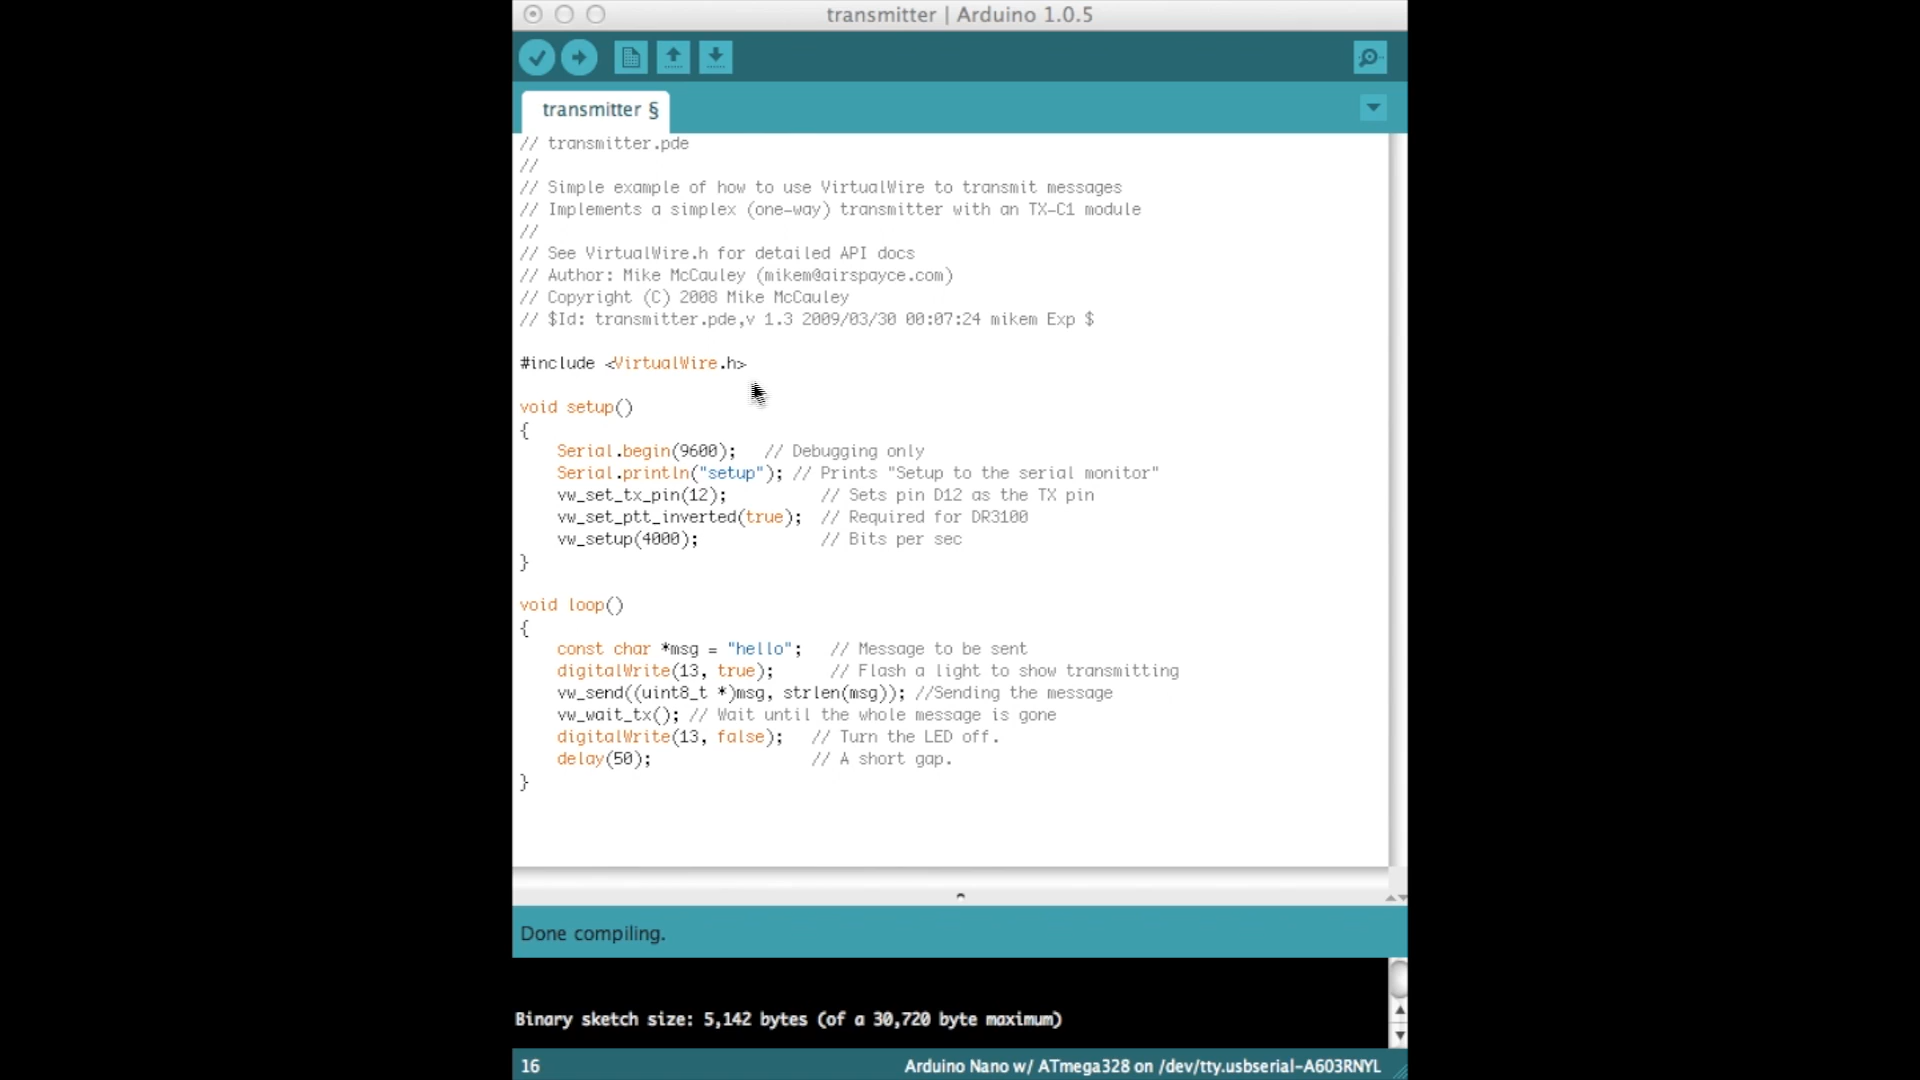 transmitter | Arduino 1.0.5
transmitter §
// transmitter.pde
//
// Simple example of how to use VirtualWire to transmit messages
// Implements a simplex (one-way) transmitter with an TX-C1 module
//
// See VirtualWire.h for detailed API docs
// Author: Mike McCauley (mikem@airspayce.com)
// Copyright (C) 2008 Mike McCauley
// $Id: transmitter.pde,v 1.3 2009/03/30 00:07:24 mikem Exp $
#include <VirtualWire.h>
void setup()
{
Serial.begin(9600); // Debugging only
Serial.println("setup"); // Prints "Setup to the serial monitor"
vw_set_tx_pin(12); // Sets pin D12 as the TX pin
vw_set_ptt_inverted(true); // Required for DR3100
vw_setup(4000); // Bits per sec
}
void loop()
{
const char *msg = "hello"; // Message to be sent
digitalWrite(13, true); // Flash a light to show transmitting
vw_send((uint8_t *)msg, strlen(msg)); //Sending the message
vw_wait_tx(); // Wait until the whole message is gone
digitalWrite(13, false); // Turn the LED off.
delay(50); // A short gap.
}
Done compiling.
Binary sketch size: 5,142 bytes (of a 30,720 byte maximum)
16 Arduino Nano w/ ATmega328 on /dev/tty.usbserial-A603RNYL